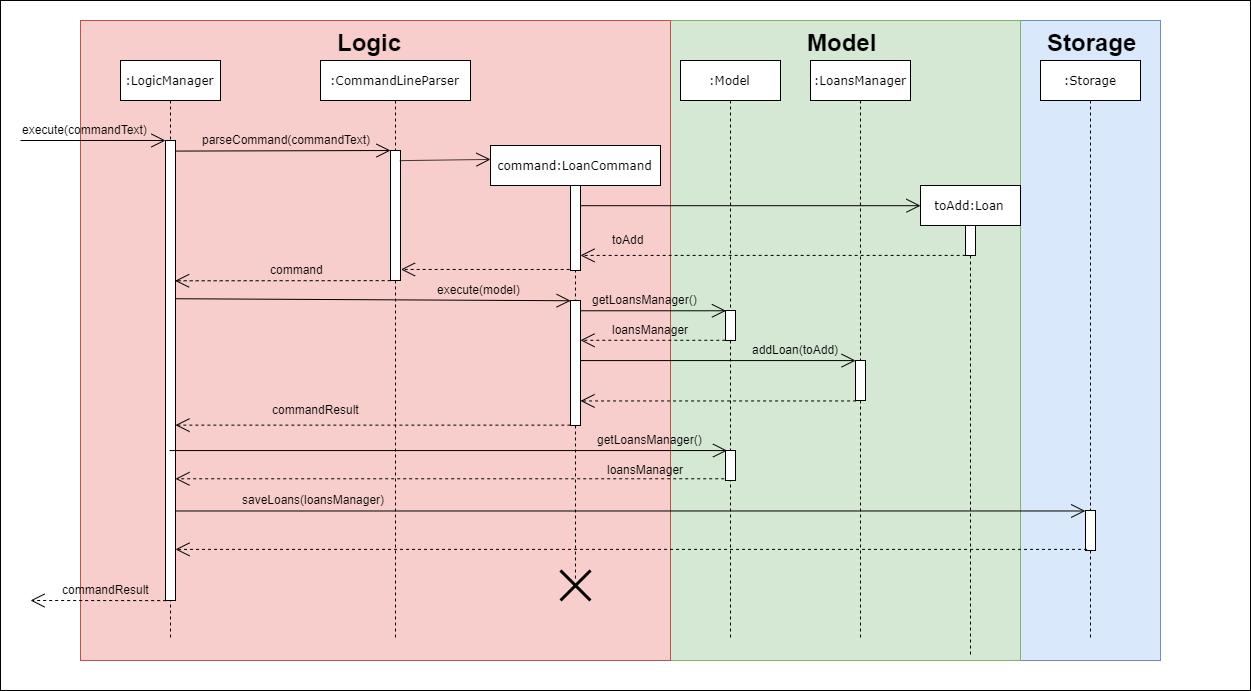 Logic
Model
Storage
:LogicManager
:CommandLineParser
:Model
:LoansManager
:Storage
execute(commandText)
parseCommand(commandText)
command:LoanCommand
toAdd:Loan
toAdd
command
execute(model)
getLoansManager()
loansManager
addLoan(toAdd)
commandResult
getLoansManager()
loansManager
saveLoans(loansManager)
commandResult